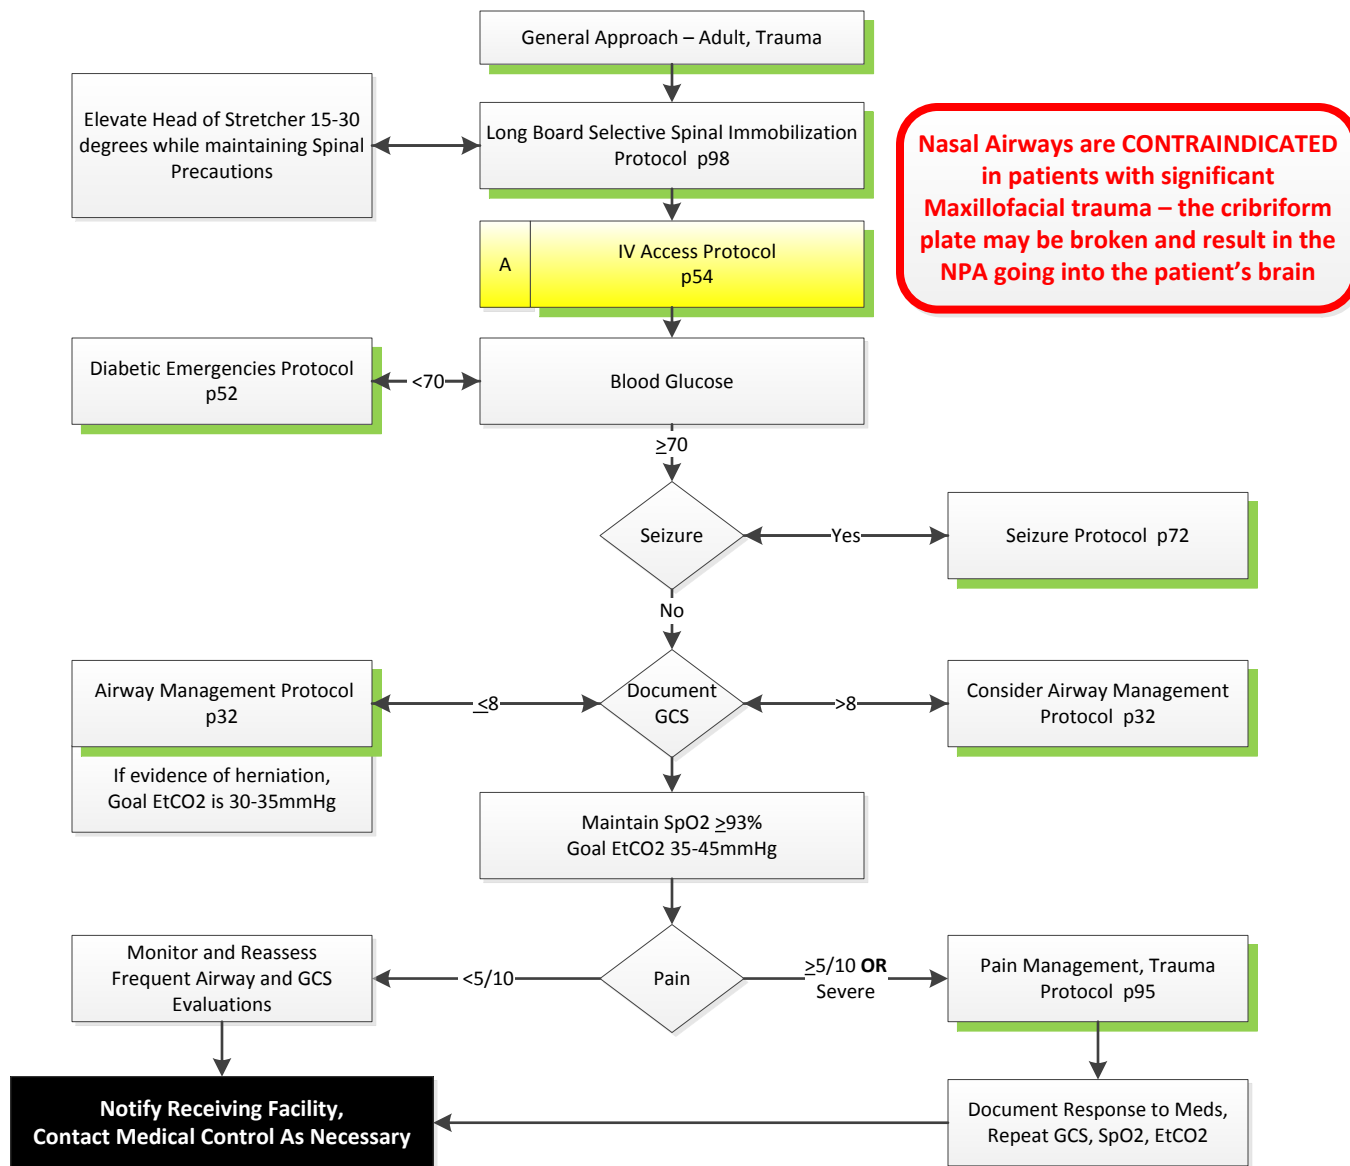 General Approach – Adult, Trauma
Elevate Head of Stretcher 15-30
degrees while maintaining Spinal
Precautions
Long Board Selective Spinal Immobilization
Protocol  p98
Nasal Airways are CONTRAINDICATED
in patients with significant
Maxillofacial trauma – the cribriform
plate may be broken and result in the
NPA going into the patient’s brain
A
IV Access Protocol
p54
Diabetic Emergencies Protocol
p52
<70
Blood Glucose
≥70
Seizure
Yes
Seizure Protocol  p72
No
Airway Management Protocol
p32
≤8
Document
GCS
>8
Consider Airway Management
Protocol  p32
If evidence of herniation,
Goal EtCO2 is 30-35mmHg
Maintain SpO2 ≥93%
Goal EtCO2 35-45mmHg
Monitor and Reassess
Frequent Airway and GCS
Evaluations
<5/10
Pain
≥5/10 OR
Severe
Pain Management, Trauma
Protocol  p95
Notify Receiving Facility,
Contact Medical Control As Necessary
Document Response to Meds,
Repeat GCS, SpO2, EtCO2